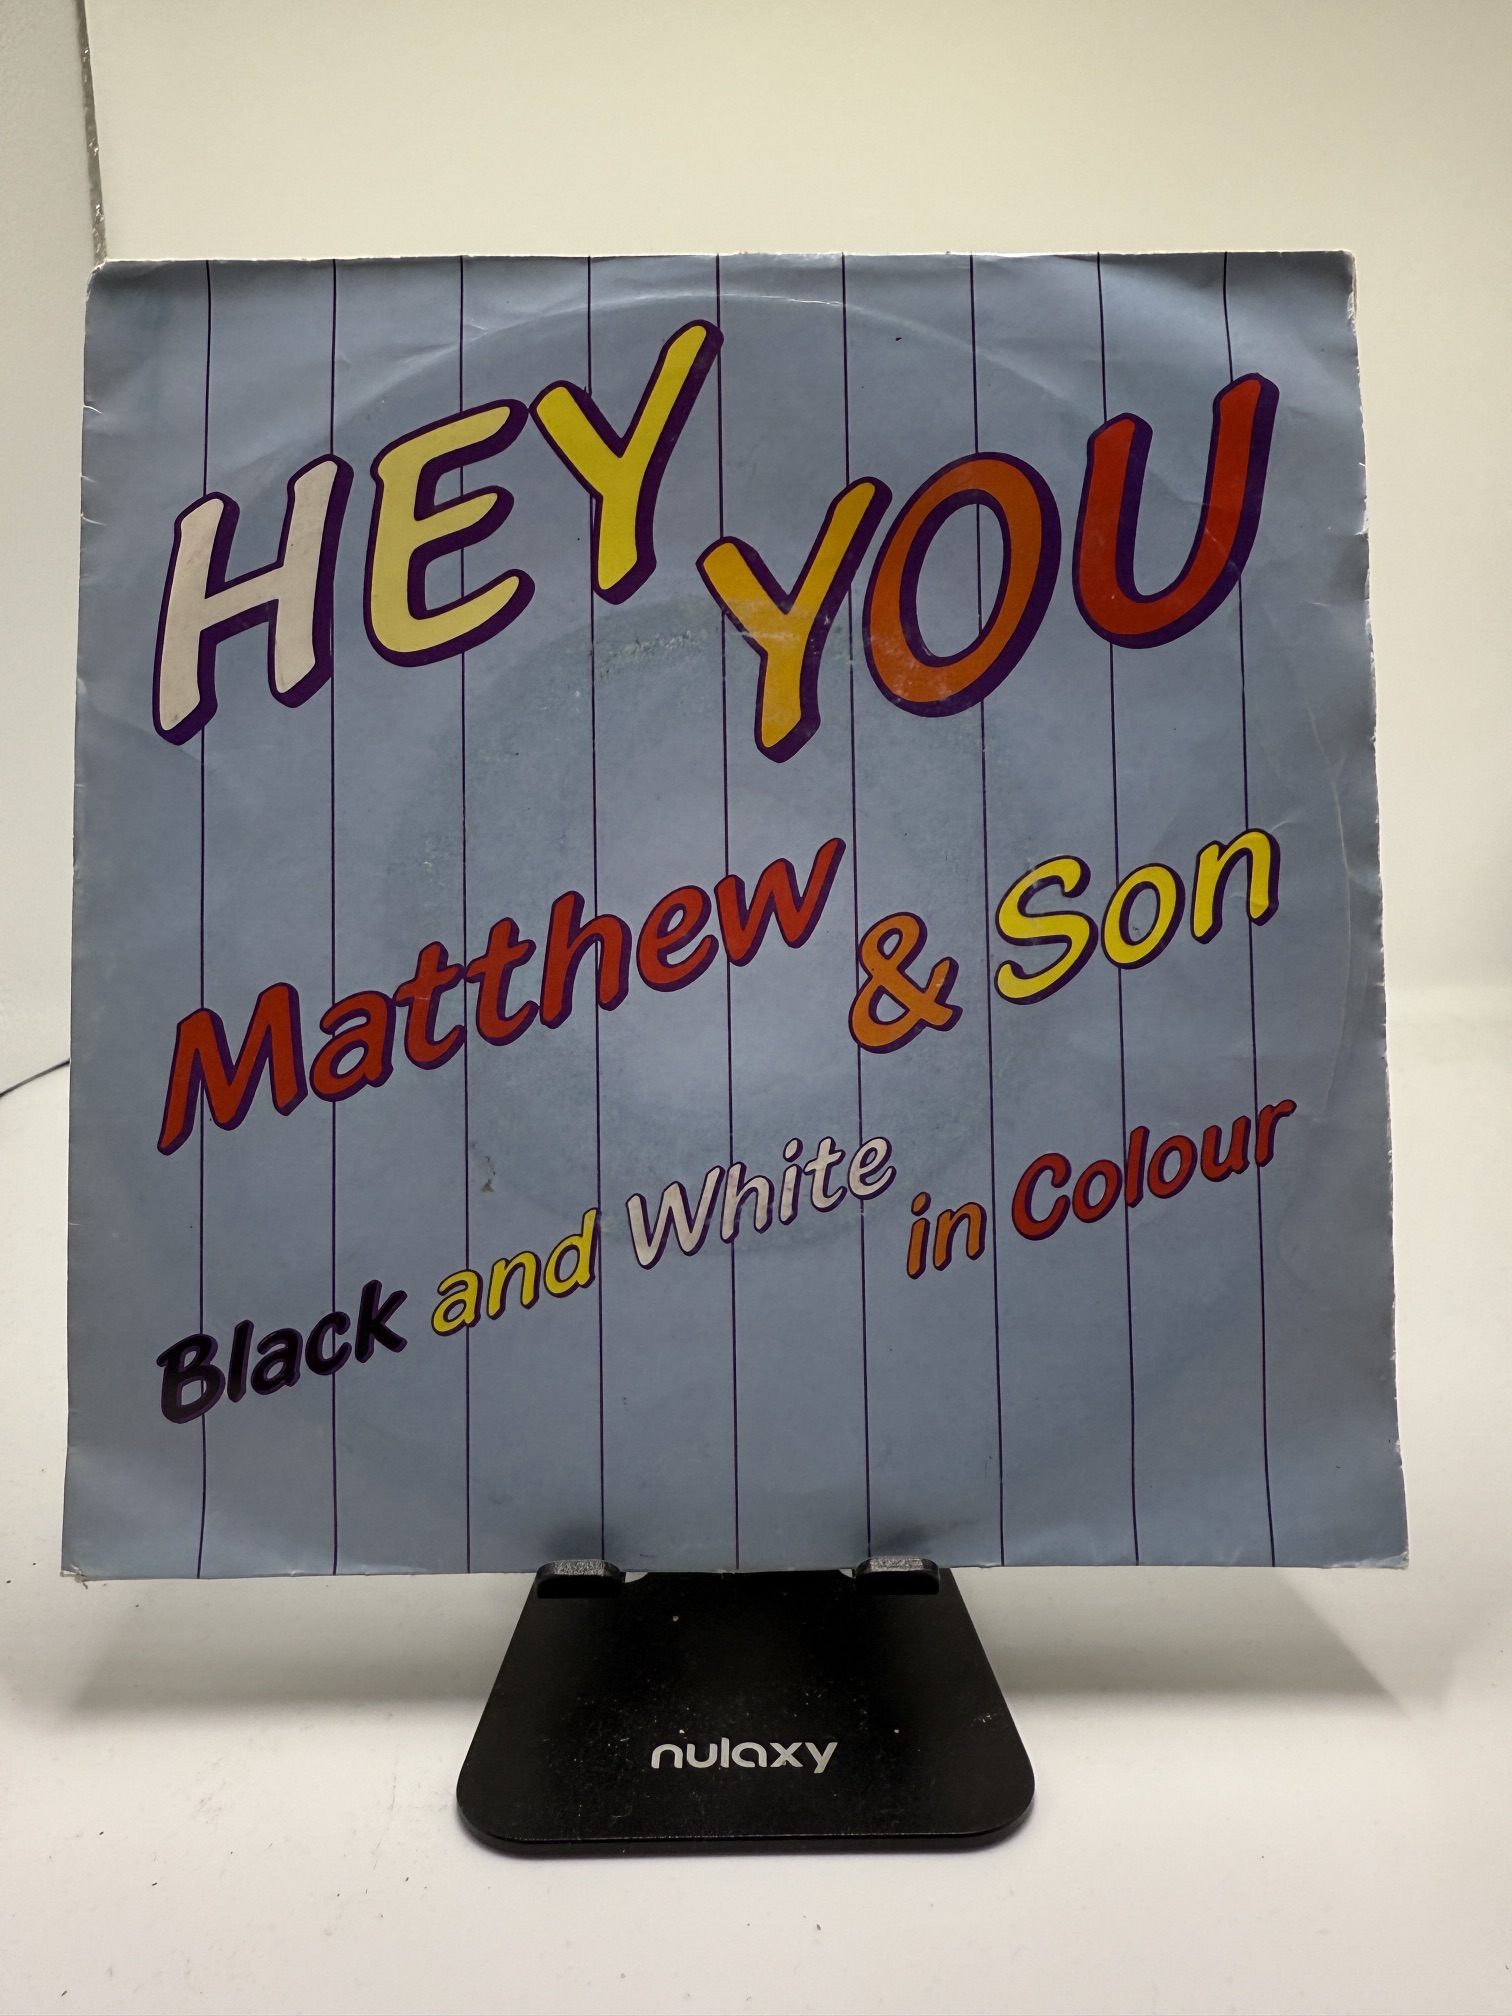 HEY YOU
Matthew & Son
Black and White in Colour
nulaxy